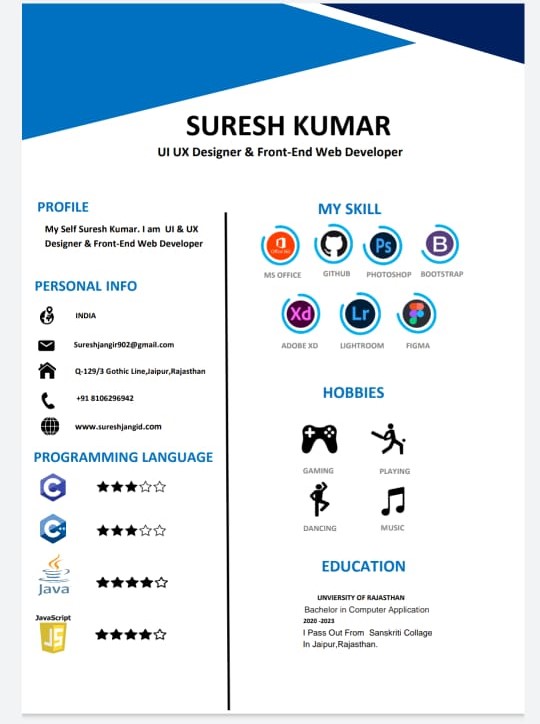 SURESH KUMAR
UI UX Designer & Front-End Web Developer
PROFILE
My Self Suresh Kumar. I am UI & UX
Designer & Front-End Web Developer
PERSONAL INFO
INDIA
Sureshjangir902@gmail.com
Q-129/3 Gothic Line,Jaipur,Rajasthan
+91 8106296942
www.sureshjangid.com
PROGRAMMING LANGUAGE
C
C++
Java
JavaScript
JS
MY SKILL
Ps
B
MS OFFICE
GITHUB
PHOTOSHOP
BOOTSTRAP
Xd
Lr
ADOBE XD
LIGHTROOM
FIGMA
HOBBIES
GAMING
PLAYING
DANCING
MUSIC
EDUCATION
UNVIERSITY OF RAJASTHAN
Bachelor in Computer Application
2020 -2023
I Pass Out From Sanskriti Collage
In Jaipur,Rajasthan.